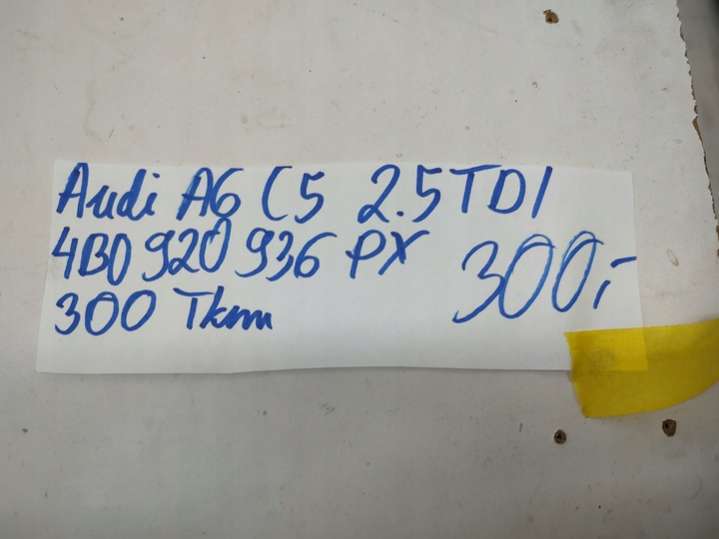 Audi A6 C5 2.5TDI
4B0 920 936 PX 300,-
300 Tkm